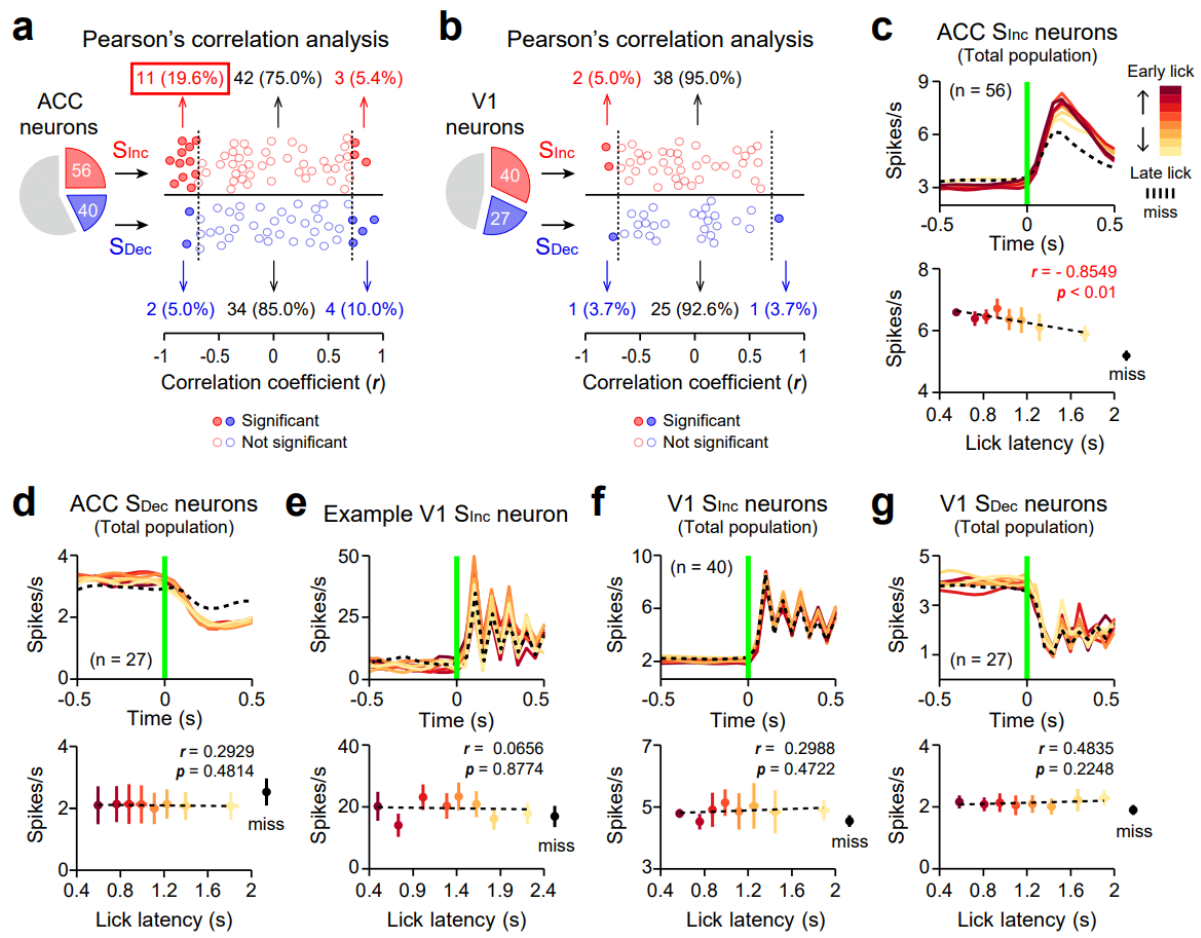 a
Pearson's correlation analysis
11 (19.6%) 42 (75.0%) 3 (5.4%)
ACC
neurons
56
40
SInc
SDec
2 (5.0%) 34 (85.0%) 4 (10.0%)
-1 -0.5 0 0.5 1
Correlation coefficient (r)
Significant
Not significant
b
Pearson's correlation analysis
2 (5.0%) 38 (95.0%)
V1
neurons
40
27
SInc
SDec
1 (3.7%) 25 (92.6%) 1 (3.7%)
-1 -0.5 0 0.5 1
Correlation coefficient (r)
Significant
Not significant
c
ACC SInc neurons
(Total population)
(n = 56)
Spikes/s
9
6
3
-0.5 0 0.5
Time (s)
Early lick
Late lick
miss
r = - 0.8549
p < 0.01
Spikes/s
8
6
4
miss
0.4 0.8 1.2 1.6 2
Lick latency (s)
d
ACC SDec neurons
(Total population)
Spikes/s
4
2
0
(n = 27)
-0.5 0 0.5
Time (s)
r = 0.2929
p = 0.4814
Spikes/s
4
2
0
miss
0.4 0.8 1.2 1.6 2
Lick latency (s)
e
Example V1 SInc neuron
Spikes/s
50
25
0
-0.5 0 0.5
Time (s)
r = 0.0656
p = 0.8774
Spikes/s
40
20
0
miss
0.4 0.9 1.4 1.9 2.4
Lick latency (s)
f
V1 SInc neurons
(Total population)
(n = 40)
Spikes/s
10
6
2
-0.5 0 0.5
Time (s)
r = 0.2988
p = 0.4722
Spikes/s
7
5
3
miss
0.4 0.8 1.2 1.6 2
Lick latency (s)
g
V1 SDec neurons
(Total population)
(n = 27)
Spikes/s
5
3
1
-0.5 0 0.5
Time (s)
r = 0.4835
p = 0.2248
Spikes/s
4
2
0
miss
0.4 0.8 1.2 1.6 2
Lick latency (s)